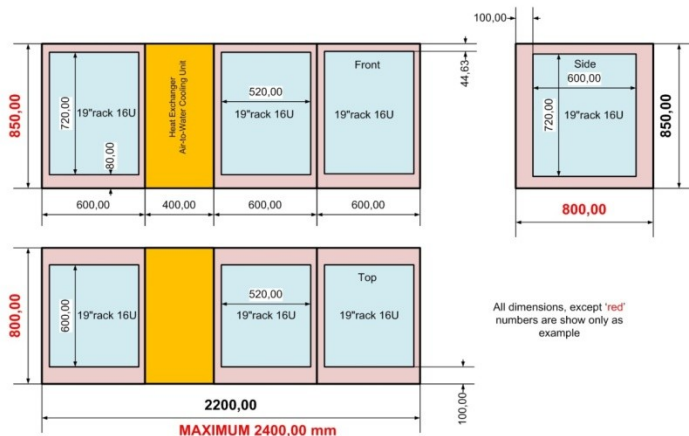 100,00
Front
44,63
Side
850,00
720,00
19"rack 16U
80,00
Heat Exchanger
Air-to-Water Cooling Unit
520,00
19"rack 16U
19"rack 16U
600,00
720,00
19"rack 16U
850,00
600,00
400,00
600,00
600,00
800,00
800,00
600,00
19"rack 16U
520,00
19"rack 16U
Top
19"rack 16U
100,00
All dimensions, except 'red'
numbers are show only as
example
2200,00
MAXIMUM 2400,00 mm